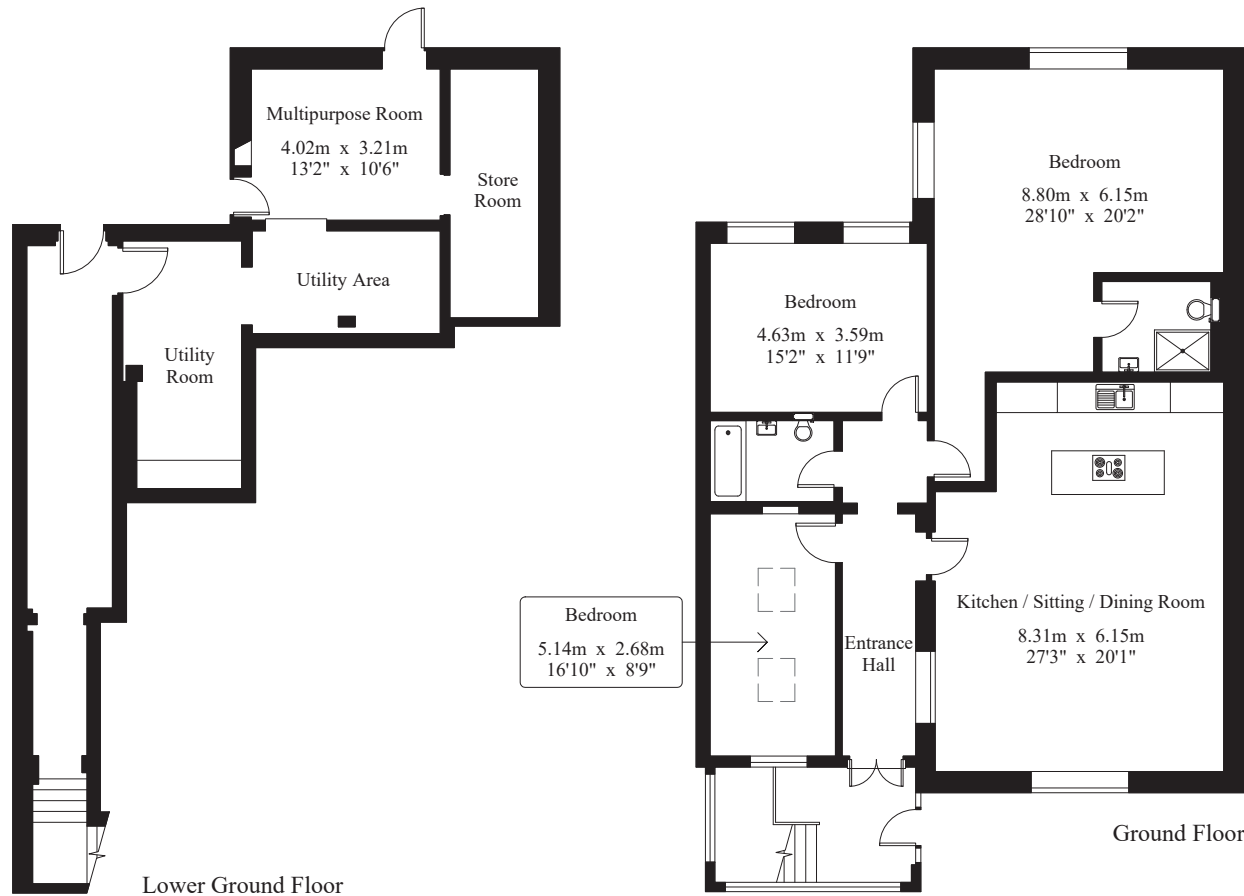 Multipurpose Room
4.02m x 3.21m
13'2" x 10'6"
Store
Room
Utility Area
Utility
Room
Lower Ground Floor
Bedroom
8.80m x 6.15m
28'10" x 20'2"
Bedroom
4.63m x 3.59m
15'2" x 11'9"
Bedroom
5.14m x 2.68m
16'10" x 8'9"
Entrance
Hall
Kitchen / Sitting / Dining Room
8.31m x 6.15m
27'3" x 20'1"
Ground Floor